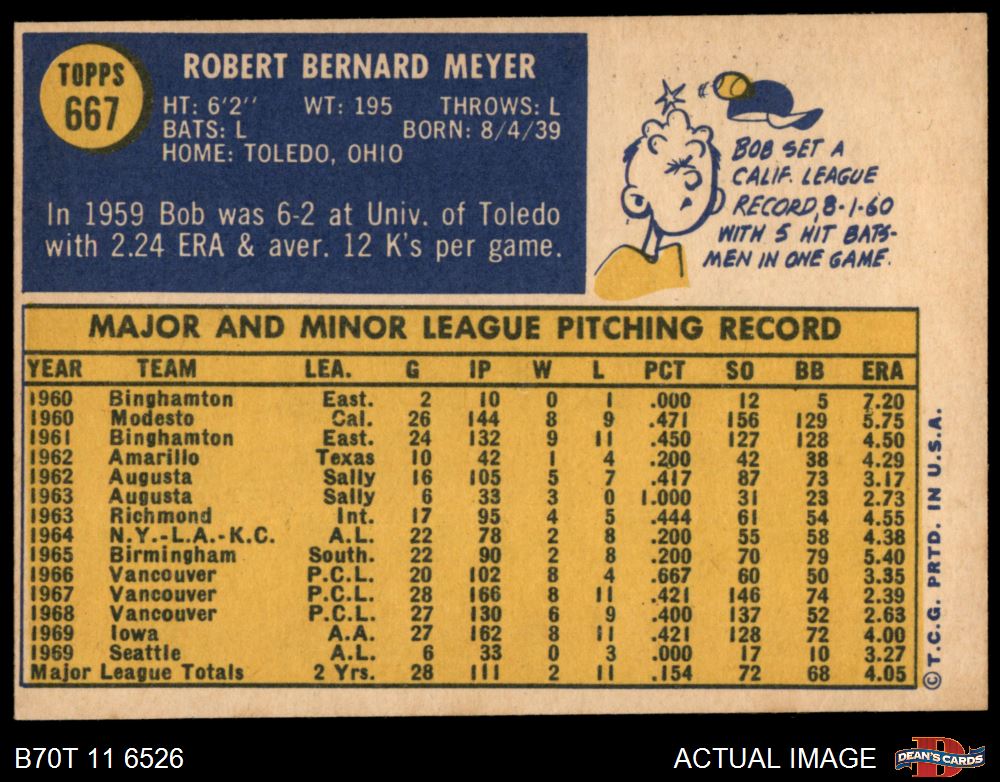 TOPPS
667
ROBERT BERNARD MEYER
HT: 6'2" WT: 195 THROWS: L
BATS: L BORN: 8/4/39
HOME: TOLEDO, OHIO
In 1959 Bob was 6-2 at Univ. of Toledo
with 2.24 ERA & aver. 12 K's per game.
BOB SET A
CALIF. LEAGUE
RECORD, 8-1-60
WITH 5 HIT BATS-
MEN IN ONE GAME.
MAJOR AND MINOR LEAGUE PITCHING RECORD
YEAR TEAM LEA. G IP W L PCT SO BB ERA
1960 Binghamton East. 2 10 0 1 .000 12 5 7.20
1960 Modesto Cal. 26 144 8 9 .471 156 129 5.75
1961 Binghamton East. 24 132 9 11 .450 127 128 4.50
1962 Amarillo Texas 10 42 1 4 .200 42 38 4.29
1962 Augusta Sally 16 105 5 7 .417 87 73 3.17
1963 Augusta Sally 6 33 3 0 1.000 31 23 2.73
1963 Richmond Int. 17 95 4 5 .444 61 54 4.55
1964 N.Y.-L.A.-K.C. A.L. 22 78 2 8 .200 55 58 4.38
1965 Birmingham South. 22 90 2 8 .200 70 79 5.40
1966 Vancouver P.C.L. 20 102 8 4 .667 60 50 3.35
1967 Vancouver P.C.L. 28 166 8 11 .421 146 74 2.39
1968 Vancouver P.C.L. 27 130 6 9 .400 137 52 2.63
1969 Iowa A.A. 27 162 8 11 .421 128 72 4.00
1969 Seattle A.L. 6 33 0 3 .000 17 10 3.27
Major League Totals 2 Yrs. 28 111 2 11 .154 72 68 4.05
©T.C.G. PRTD. IN U.S.A.
B70T 11 6526
ACTUAL IMAGE
D
DEAN'S CARDS